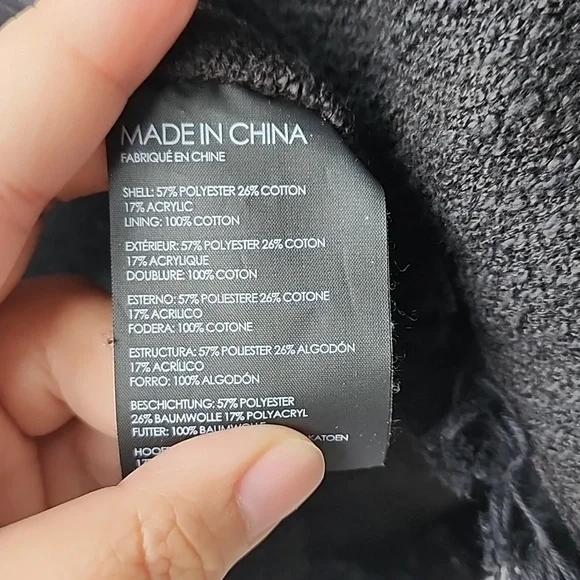 MADE IN CHINA
FABRIQUÉ EN CHINE
SHELL: 57% POLYESTER 26% COTTON
17% ACRYLIC
LINING: 100% COTTON
EXTÉRIEUR: 57% POLYESTER 26% COTON
17% ACRYLIQUE
DOUBLURE: 100% COTON
ESTERNO: 57% POLIESTERE 26% COTONE
17% ACRILICO
FODERA: 100% COTONE
ESTRUCTURA: 57% POLIESTER 26% ALGODÓN
17% ACRÍLICO
FORRO: 100% ALGODÓN
BESCHICHTUNG: 57% POLYESTER
26% BAUMWOLLE 17% POLYACRYL
FUTTER: 100% BAUMWOLLE
KATOEN